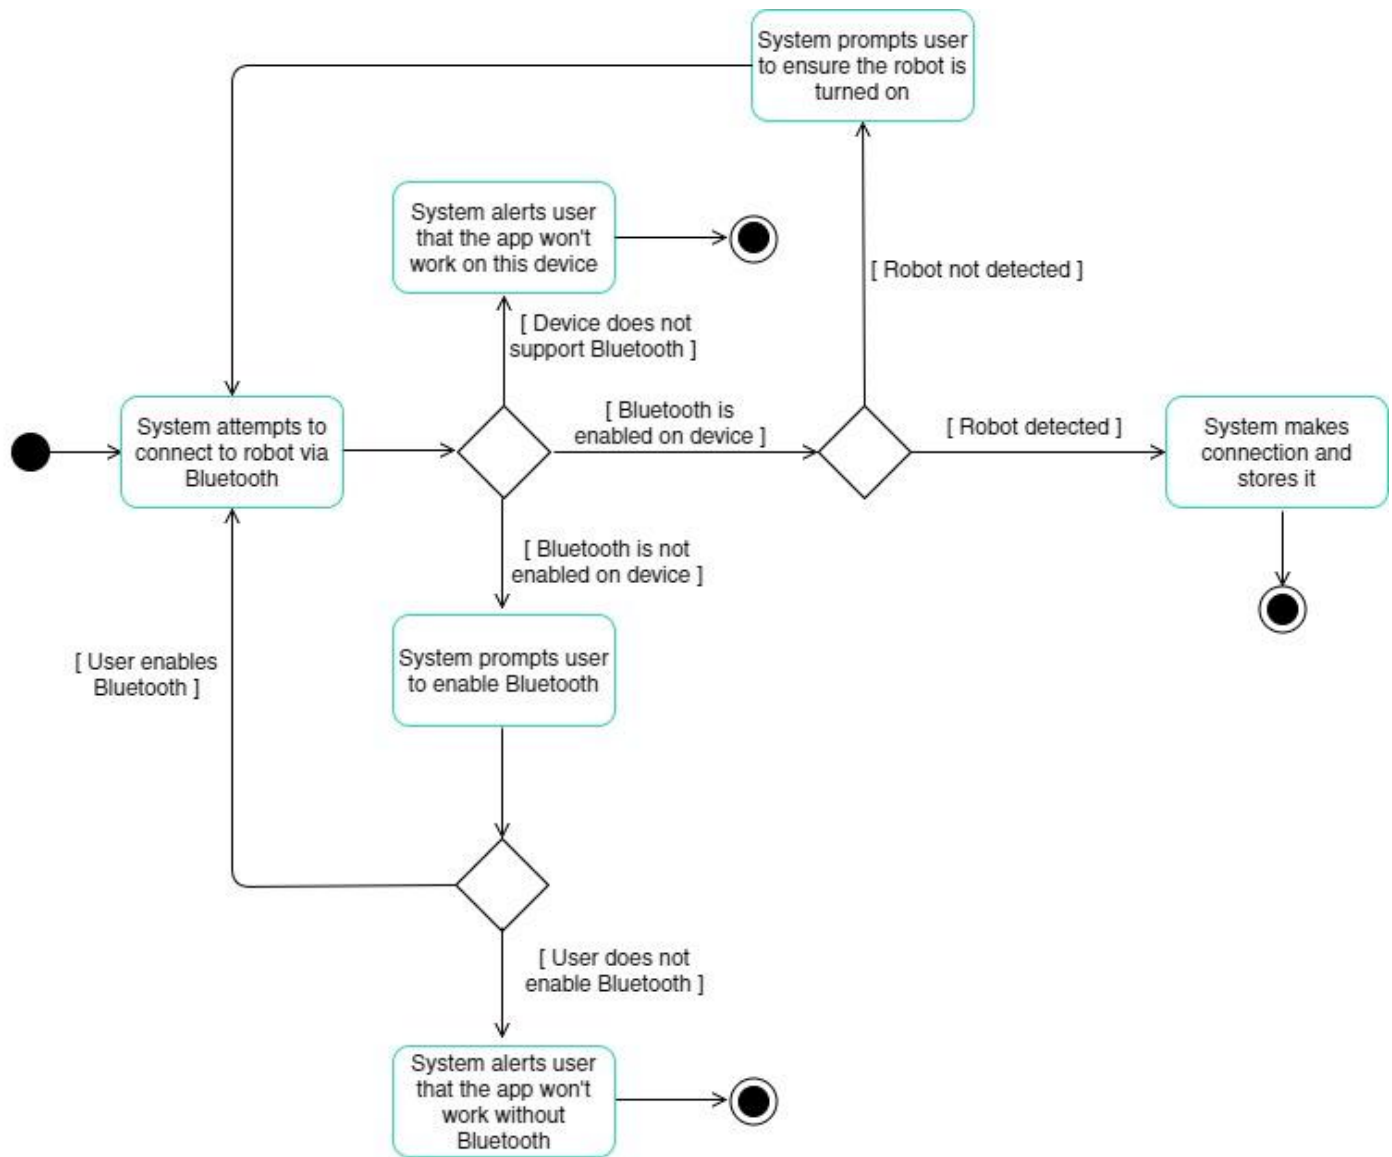 System prompts user
to ensure the robot is
turned on
System alerts user
that the app won't
work on this device
[ Robot not detected ]
[ Device does not
support Bluetooth ]
System attempts to
connect to robot via
Bluetooth
[ Bluetooth is
enabled on device ]
[ Robot detected ]
System makes
connection and
stores it
[ Bluetooth is not
enabled on device ]
[ User enables
Bluetooth ]
System prompts user
to enable Bluetooth
[ User does not
enable Bluetooth ]
System alerts user
that the app won't
work without
Bluetooth